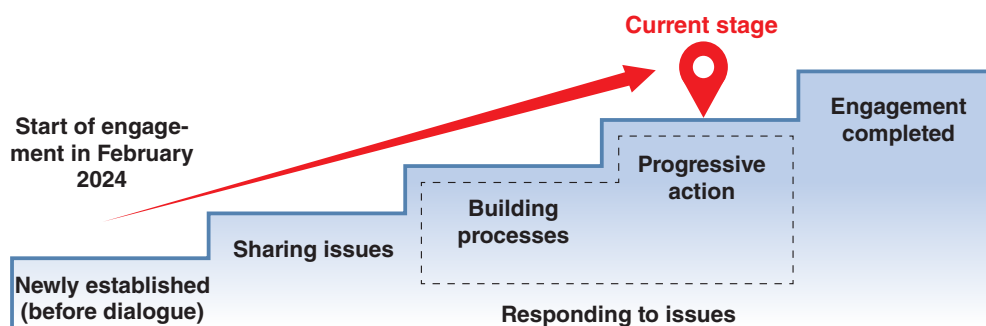 Current stage
Start of engage-
ment in February
2024
Engagement
completed
Progressive
action
Building
processes
Sharing issues
Newly established
(before dialogue)
Responding to issues